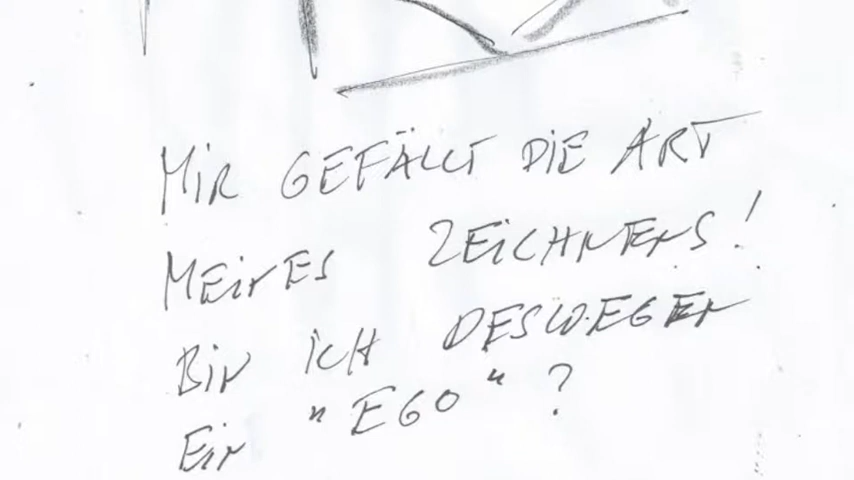 MiR GEFÄLLT DIE ART
MEINES ZEICHNENS!
BIN ICH DESWEGEN
EIN "EGO" ?